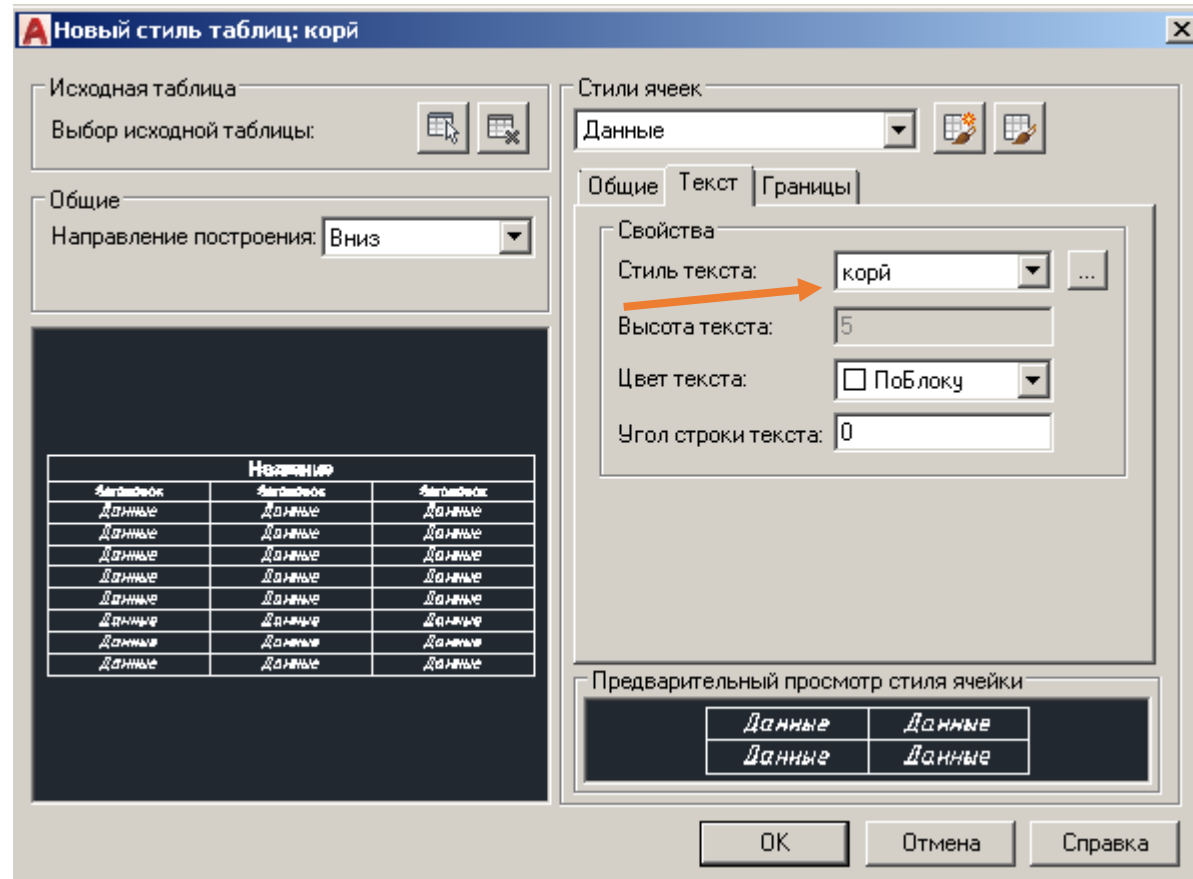 Новый стиль таблиц: корй
Исходная таблица
Выбор исходной таблицы:
Общие
Направление построения: Вниз
Название
Заголовок Заголовок Заголовок
Данные Данные Данные
Данные Данные Данные
Данные Данные Данные
Данные Данные Данные
Данные Данные Данные
Данные Данные Данные
Данные Данные Данные
Данные Данные Данные
Стили ячеек
Данные
Общие Текст Границы
Свойства
Стиль текста: корй ...
Высота текста: 5
Цвет текста: ПоБлоку
Угол строки текста: 0
Предварительный просмотр стиля ячейки
Данные Данные
Данные Данные
OK Отмена Справка